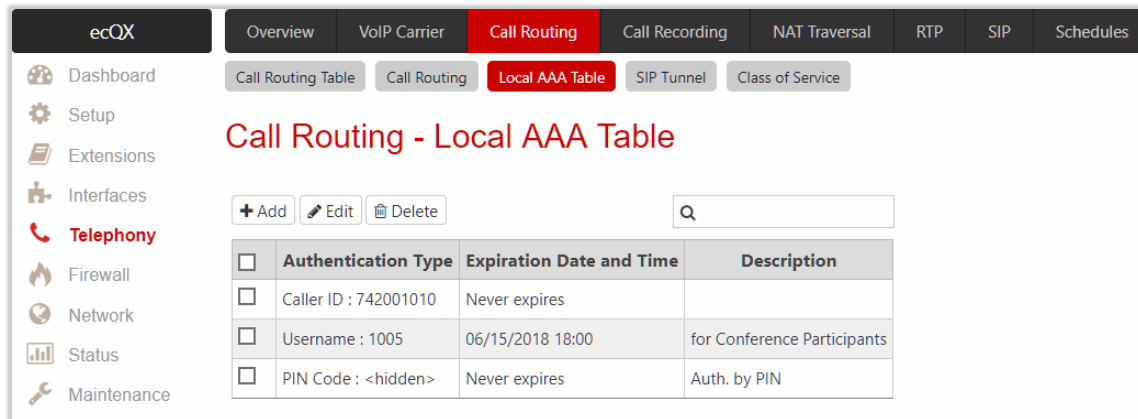 ecQX
Overview VoIP Carrier Call Routing Call Recording NAT Traversal RTP SIP Schedules
Call Routing Table Call Routing Local AAA Table SIP Tunnel Class of Service
Dashboard
Setup
Extensions
Interfaces
Telephony
Firewall
Network
Status
Maintenance
Call Routing - Local AAA Table
Add Edit Delete
Authentication Type Expiration Date and Time Description
Caller ID : 742001010 Never expires
Username : 1005 06/15/2018 18:00 for Conference Participants
PIN Code : <hidden> Never expires Auth. by PIN